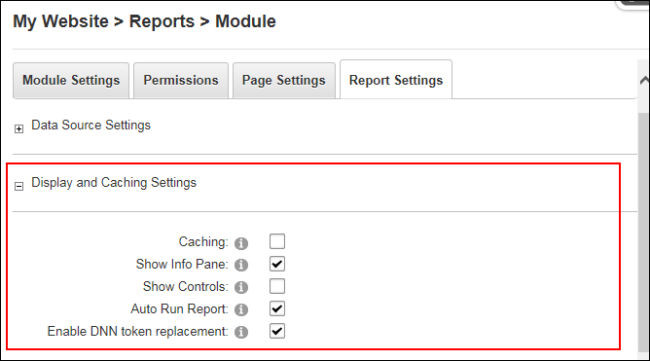 My Website > Reports > Module
Module Settings Permissions Page Settings Report Settings
Data Source Settings
Display and Caching Settings
Caching:
Show Info Pane:
Show Controls:
Auto Run Report:
Enable DNN token replacement: